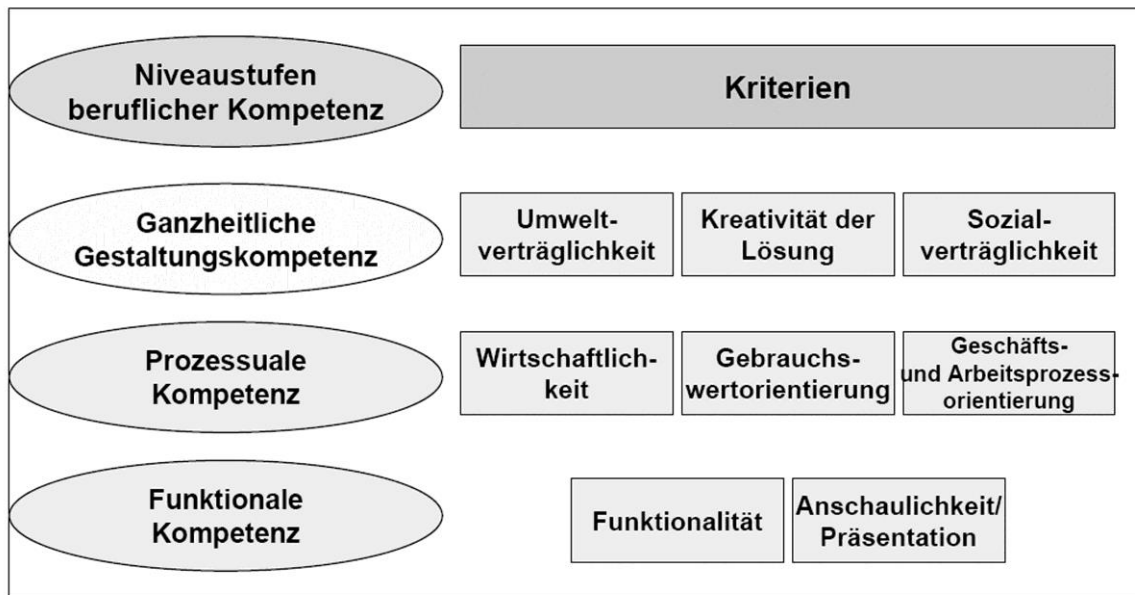 Niveaustufen
beruflicher Kompetenz
Kriterien
Ganzheitliche
Gestaltungskompetenz
Umwelt-
verträglichkeit
Kreativität der
Lösung
Sozial-
verträglichkeit
Prozessuale
Kompetenz
Wirtschaftlich-
keit
Gebrauchs-
wertorientierung
Geschäfts-
und Arbeitsprozess-
orientierung
Funktionale
Kompetenz
Funktionalität
Anschaulichkeit/
Präsentation